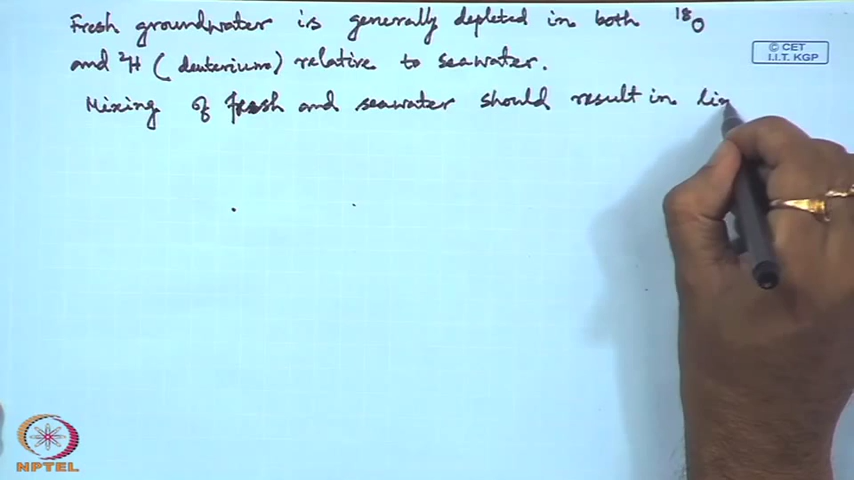 Fresh groundwater is generally depleted in both ¹⁸O
and ²H (deuterium) relative to seawater.
Mixing of fresh and seawater should result in lin
© CET
I.I.T. KGP
NPTEL